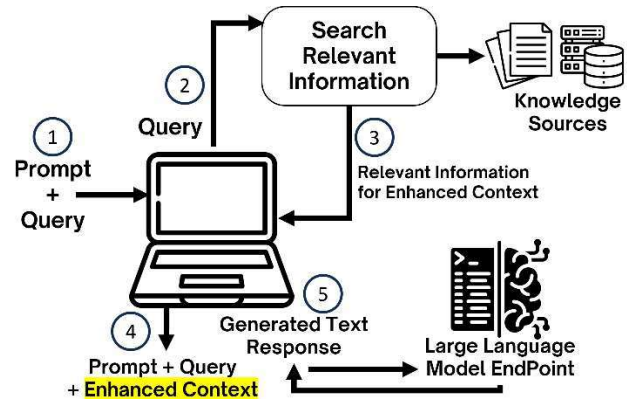 Search
Relevant
Information
Knowledge
Sources
2
Query
1
Prompt
+
Query
3
Relevant Information
for Enhanced Context
4
Prompt + Query
+ Enhanced Context
5
Generated Text
Response
>_
Large Language
Model EndPoint